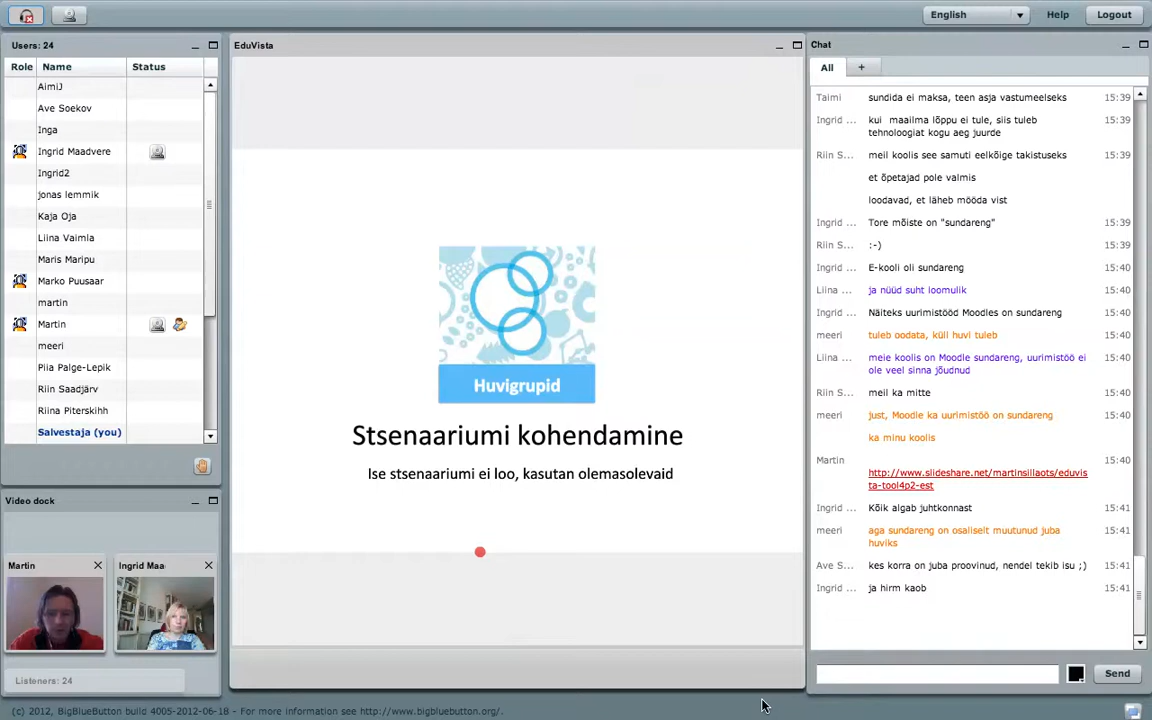 English
Help
Logout
Users: 24
Role Name Status
AimiJ
Ave Soekov
Inga
Ingrid Maadvere
Ingrid2
jonas lemmik
Kaja Oja
Liina Vaimla
Maris Maripu
Marko Puusaar
martin
Martin
meeri
Piia Palge-Lepik
Riin Saadjärv
Riina Piterskihh
Salvestaja (you)
Video dock
Martin
Ingrid Maa
Listeners: 24
EduVista
Huvigrupid
Stsenaariumi kohendamine
Ise stsenaariumi ei loo, kasutan olemasolevaid
Chat
All +
Taimi sundida ei maksa, teen asja vastumeelseks 15:39
Ingrid ... kui maailma lõppu ei tule, siis tuleb 15:39
tehnoloogiat kogu aeg juurde
Riin S... meil koolis see samuti eelkõige takistuseks 15:39
et õpetajad pole valmis
loodavad, et läheb mööda vist
Ingrid ... Tore mõiste on "sundareng" 15:39
Riin S... :-) 15:39
Ingrid ... E-kooli oli sundareng 15:40
Liina ... ja nüüd suht loomulik 15:40
Ingrid ... Näiteks uurimistööd Moodles on sundareng 15:40
meeri tuleb oodata, küll huvi tuleb 15:40
Liina ... meie koolis on Moodle sundareng, uurimistöö ei 15:40
ole veel sinna jõudnud
Riin S... meil ka mitte 15:40
meeri just, Moodle ka uurimistöö on sundareng 15:40
ka minu koolis
Martin 15:40
http://www.slideshare.net/martinsillaots/eduvis
ta-tool4p2-est
Ingrid ... Kõik algab juhtkonnast 15:41
meeri aga sundareng on osaliselt muutunud juba 15:41
huviks
Ave S... kes korra on juba proovinud, nendel tekib isu ;) 15:41
Ingrid ... ja hirm kaob 15:41
Send
(c) 2012, BigBlueButton build 4005-2012-06-18 - For more information see http://www.bigbluebutton.org/.